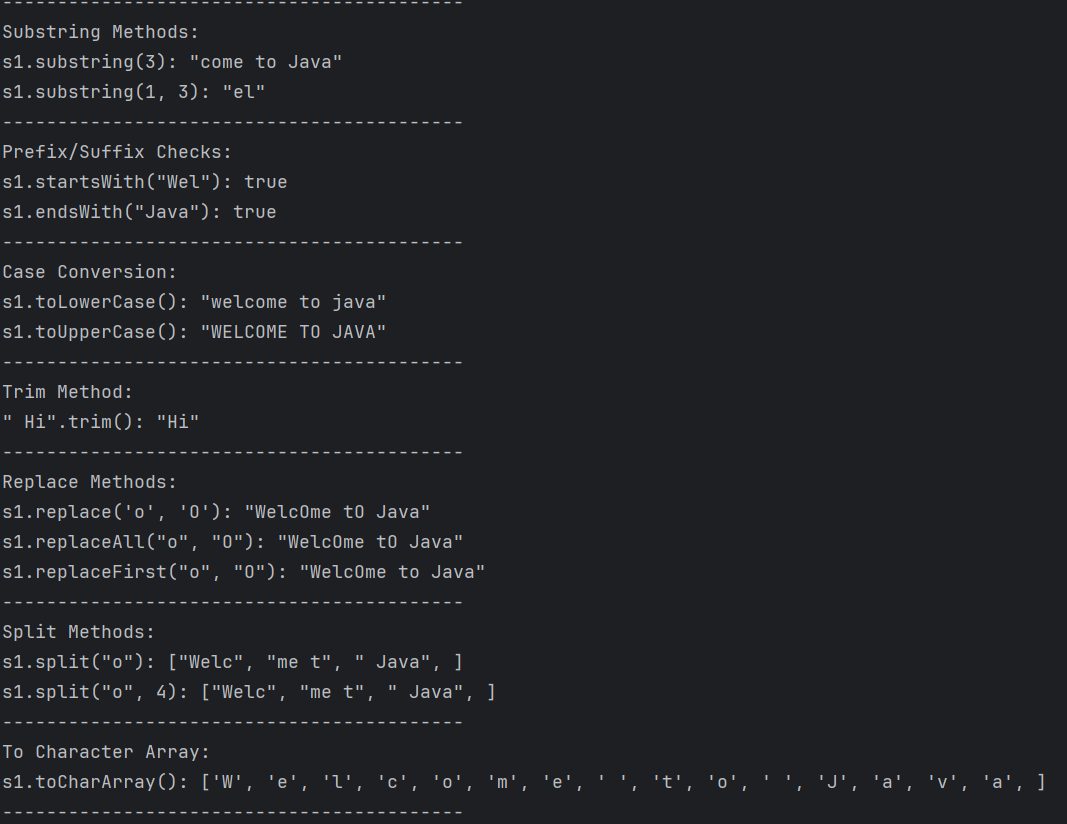 ------------------------------------------
Substring Methods:
s1.substring(3): "come to Java"
s1.substring(1, 3): "el"
------------------------------------------
Prefix/Suffix Checks:
s1.startsWith("Wel"): true
s1.endsWith("Java"): true
------------------------------------------
Case Conversion:
s1.toLowerCase(): "welcome to java"
s1.toUpperCase(): "WELCOME TO JAVA"
------------------------------------------
Trim Method:
" Hi".trim(): "Hi"
------------------------------------------
Replace Methods:
s1.replace('o', 'O'): "WelcOme tO Java"
s1.replaceAll("o", "O"): "WelcOme tO Java"
s1.replaceFirst("o", "O"): "WelcOme to Java"
------------------------------------------
Split Methods:
s1.split("o"): ["Welc", "me t", " Java", ]
s1.split("o", 4): ["Welc", "me t", " Java", ]
------------------------------------------
To Character Array:
s1.toCharArray(): ['W', 'e', 'l', 'c', 'o', 'm', 'e', ' ', 't', 'o', ' ', 'J', 'a', 'v', 'a', ]
------------------------------------------